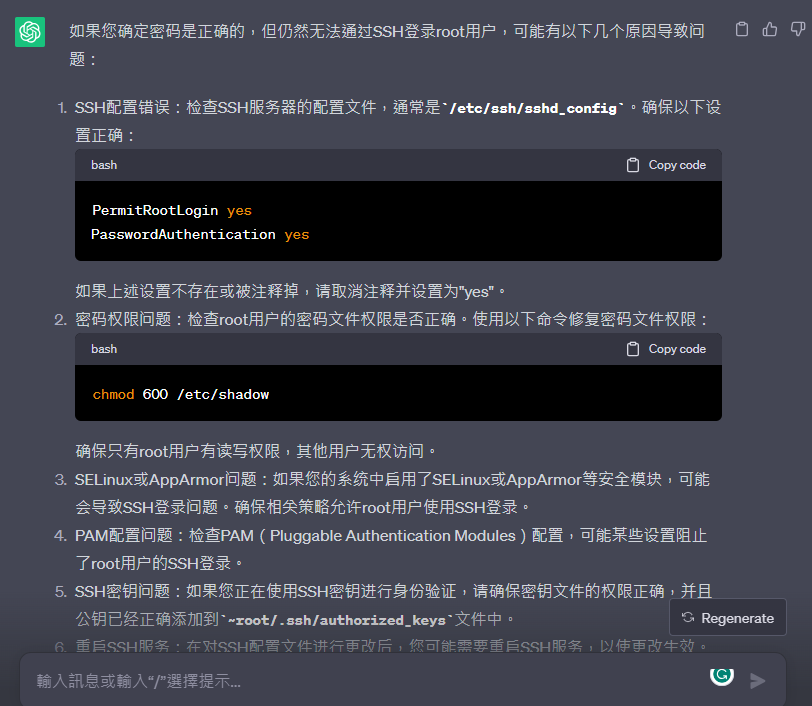 如果您确定密码是正确的，但仍然无法通过SSH登录root用户，可能有以下几个原因导致问
题：
1. SSH配置错误：检查SSH服务器的配置文件，通常是`/etc/ssh/sshd_config`。确保以下设
置正确：
bash
Copy code
PermitRootLogin yes
PasswordAuthentication yes
如果上述设置不存在或被注释掉，请取消注释并设置为"yes"。
2. 密码权限问题：检查root用户的密码文件权限是否正确。使用以下命令修复密码文件权限：
bash
Copy code
chmod 600 /etc/shadow
确保只有root用户有读写权限，其他用户无权访问。
3. SELinux或AppArmor问题：如果您的系统中启用了SELinux或AppArmor等安全模块，可能
会导致SSH登录问题。确保相关策略允许root用户使用SSH登录。
4. PAM配置问题：检查PAM（Pluggable Authentication Modules）配置，可能某些设置阻止
了root用户的SSH登录。
5. SSH密钥问题：如果您正在使用SSH密钥进行身份验证，请确保密钥文件的权限正确，并且
公钥已经正确添加到`~root/.ssh/authorized_keys`文件中。
Regenerate
6. 重启SSH服务：在对SSH配置文件进行更改后，您可能需要重启SSH服务，以使更改生效。
輸入訊息或輸入“/”選擇提示...